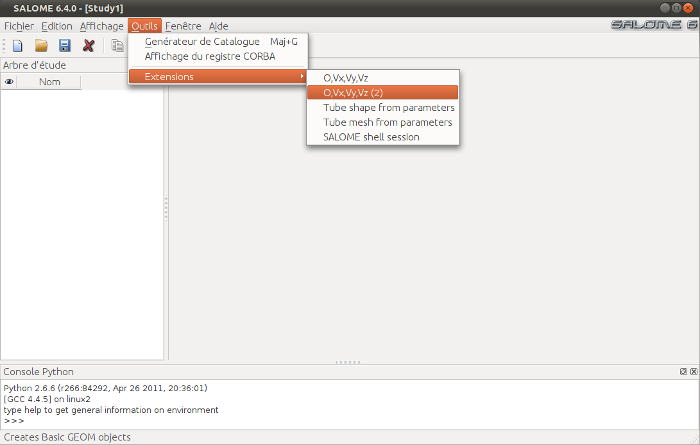 SALOME 6.4.0 - [Study1]
Fichier Edition Affichage Outils Fenêtre Aide
SALOME 6
Générateur de Catalogue Maj+G
Affichage du registre CORBA
Extensions
O,Vx,Vy,Vz
O,Vx,Vy,Vz (2)
Tube shape from parameters
Tube mesh from parameters
SALOME shell session
Arbre d'étude
Nom
Console Python
Python 2.6.6 (r266:84292, Apr 26 2011, 20:36:01)
[GCC 4.4.5] on linux2
type help to get general information on environment
>>>
Creates Basic GEOM objects